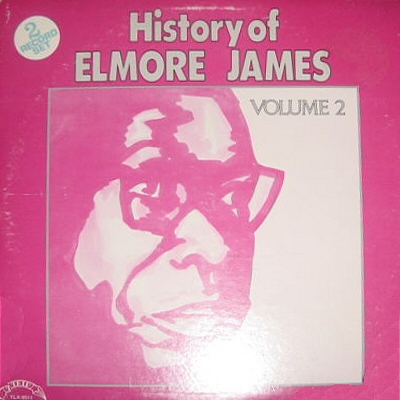 2
RECORD
SET
History of
ELMORE JAMES
VOLUME 2